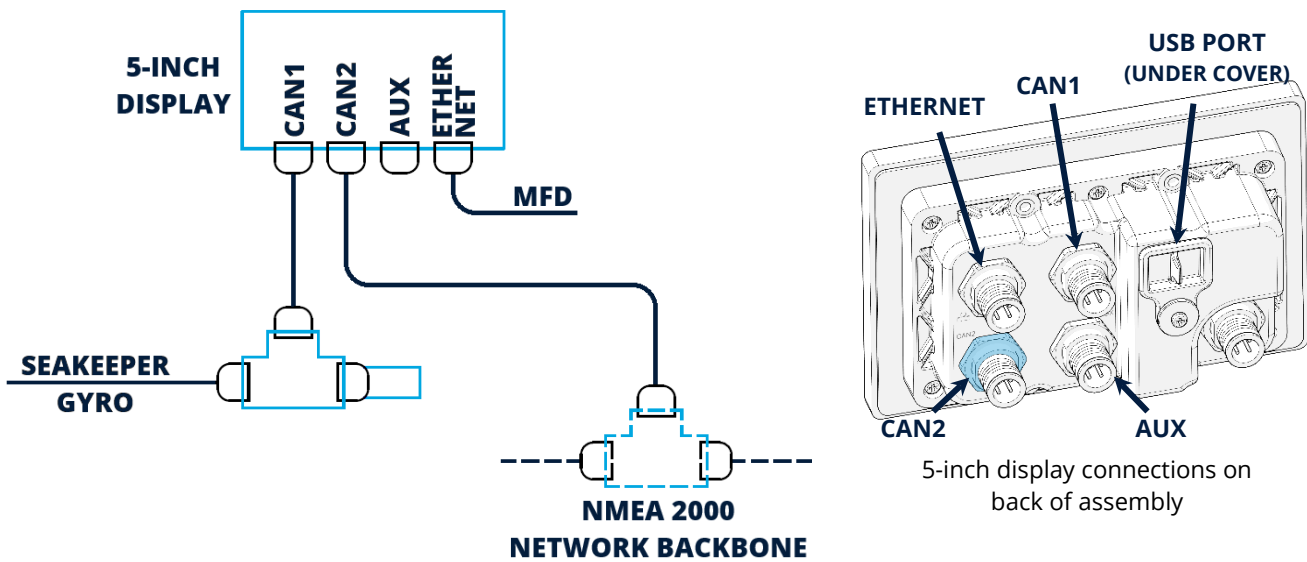 5-INCH
DISPLAY
CAN1
CAN2
AUX
ETHER
NET
MFD
SEAKEEPER
GYRO
NMEA 2000
NETWORK BACKBONE
USB PORT
(UNDER COVER)
CAN1
ETHERNET
CAN2
CAN2
AUX
5-inch display connections on
back of assembly